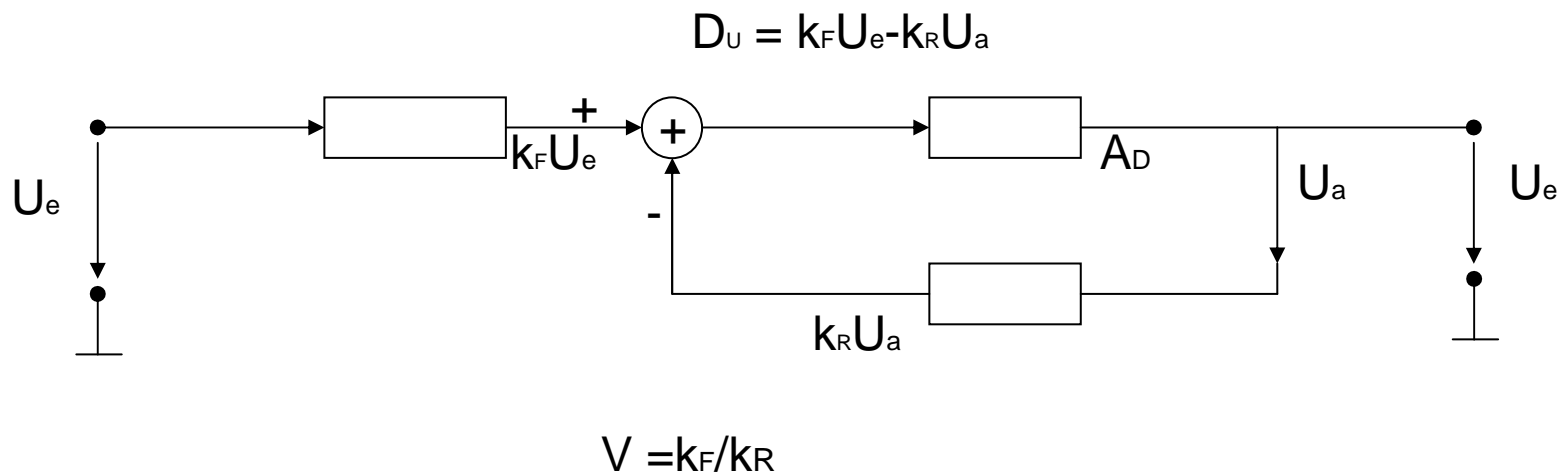 DU = kFUe-kRUa
+
+
kFUe
AD
Ue
-
Ua
Ue
kRUa
V =kF/kR